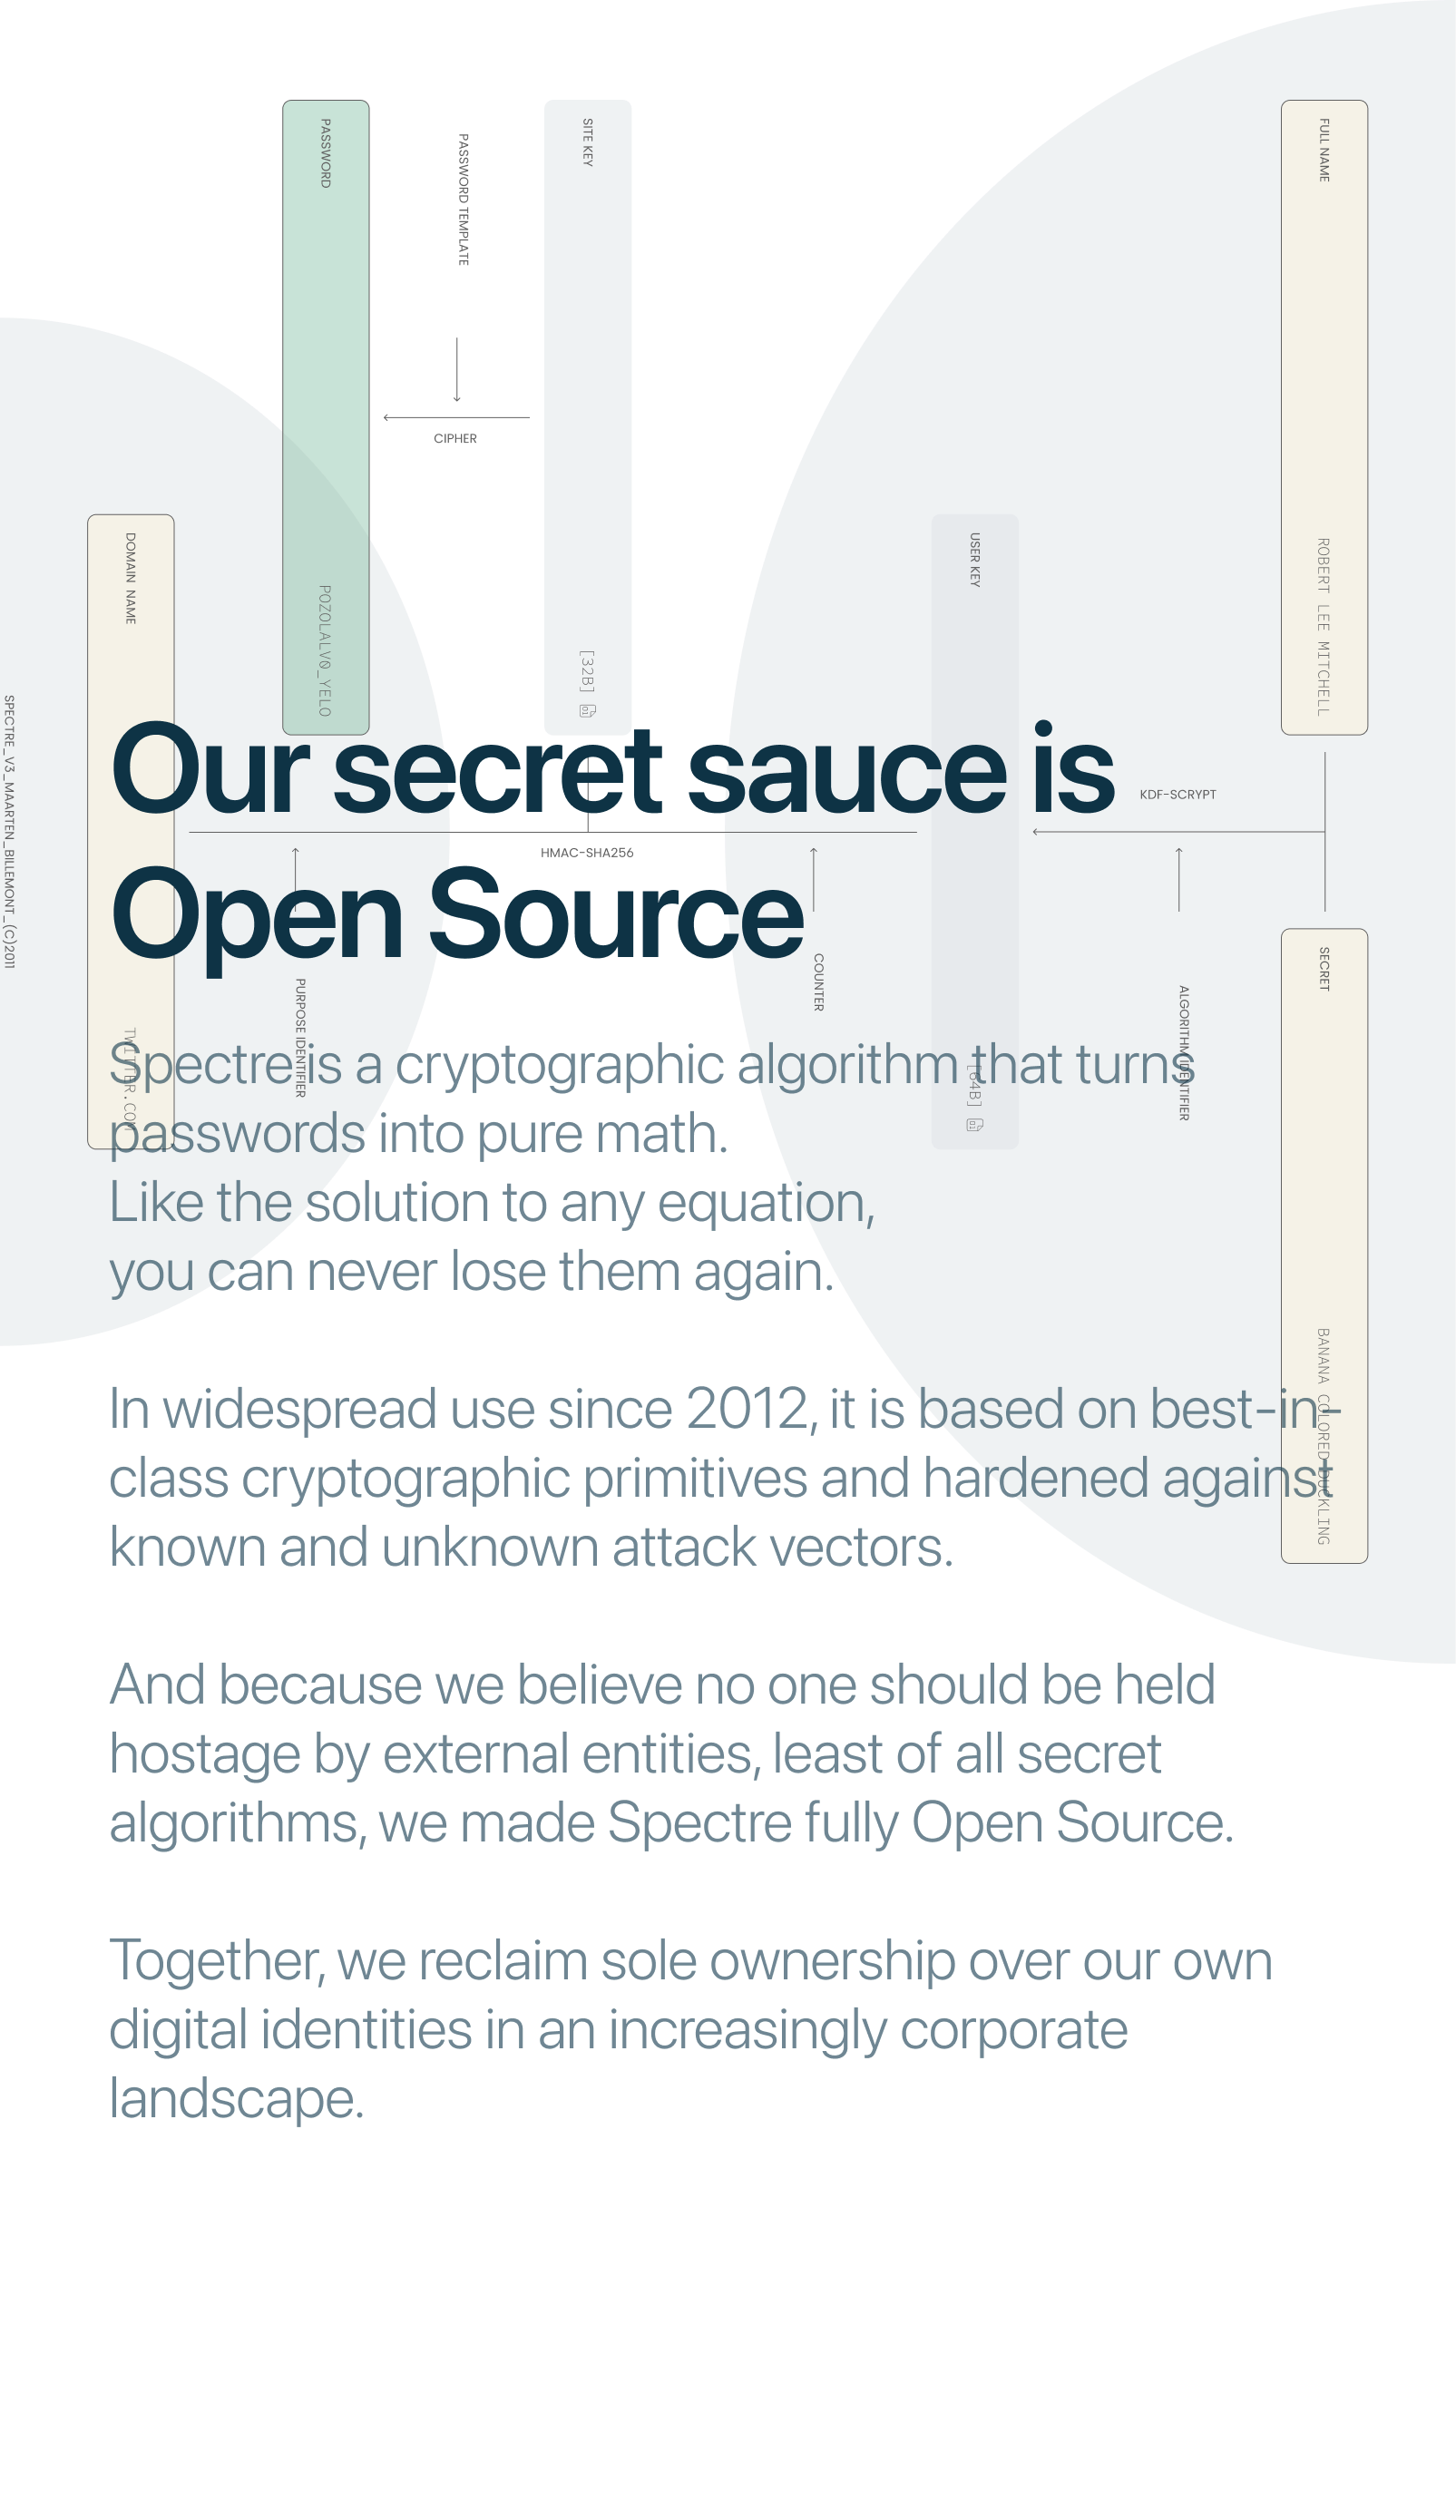 PASSWORD
POZOLALV0_YELO
PASSWORD TEMPLATE
CIPHER
SITE KEY
[32B]
FULL NAME
ROBERT LEE MITCHELL
DOMAIN NAME
TWITTER.COM
USER KEY
[64B]
SPECTRE_V3_MAARTEN_BILLEMONT_(C)2011
Our secret sauce is
Open Source
KDF-SCRYPT
HMAC-SHA256
PURPOSE IDENTIFIER
COUNTER
ALGORITHM IDENTIFIER
SECRET
BANANA COLORED DUCKLING
Spectre is a cryptographic algorithm that turns
passwords into pure math.
Like the solution to any equation,
you can never lose them again.
In widespread use since 2012, it is based on best-in-
class cryptographic primitives and hardened against
known and unknown attack vectors.
And because we believe no one should be held
hostage by external entities, least of all secret
algorithms, we made Spectre fully Open Source.
Together, we reclaim sole ownership over our own
digital identities in an increasingly corporate
landscape.